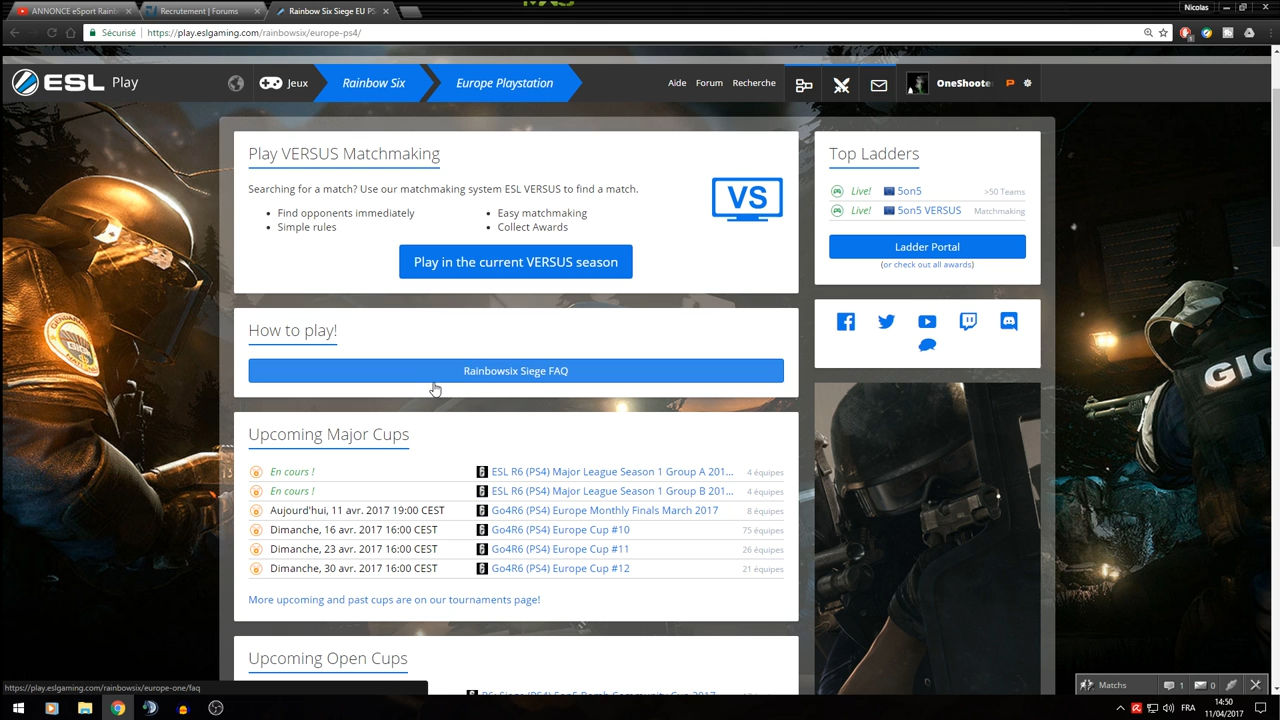 ANNONCE eSport Rainb
Recrutement | Forums
Rainbow Six Siege EU PS
Nicolas
Sécurisé
https://play.eslgaming.com/rainbowsix/europe-ps4/
ESL Play
Jeux
Rainbow Six
Europe Playstation
Aide
Forum
Recherche
OneShoote
Play VERSUS Matchmaking
Searching for a match? Use our matchmaking system ESL VERSUS to find a match.
• Find opponents immediately
• Simple rules
• Easy matchmaking
• Collect Awards
VS
Play in the current VERSUS season
Top Ladders
Live! 5on5 >50 Teams
Live! 5on5 VERSUS Matchmaking
Ladder Portal
(or check out all awards)
How to play!
Rainbowsix Siege FAQ
Upcoming Major Cups
En cours ! ESL R6 (PS4) Major League Season 1 Group A 201... 4 équipes
En cours ! ESL R6 (PS4) Major League Season 1 Group B 201... 4 équipes
Aujourd'hui, 11 avr. 2017 19:00 CEST Go4R6 (PS4) Europe Monthly Finals March 2017 8 équipes
Dimanche, 16 avr. 2017 16:00 CEST Go4R6 (PS4) Europe Cup #10 75 équipes
Dimanche, 23 avr. 2017 16:00 CEST Go4R6 (PS4) Europe Cup #11 26 équipes
Dimanche, 30 avr. 2017 16:00 CEST Go4R6 (PS4) Europe Cup #12 21 équipes
More upcoming and past cups are on our tournaments page!
Upcoming Open Cups
GIG
https://play.eslgaming.com/rainbowsix/europe-one/faq
Matchs
1
0
FRA
14:50
11/04/2017